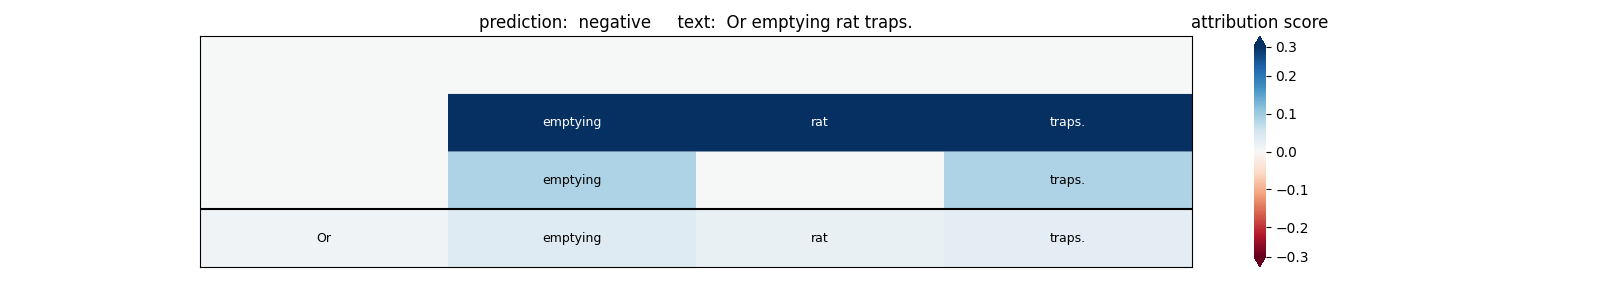 prediction:  negative     text:  Or emptying rat traps.
attribution score
emptying rat traps.
emptying traps.
Or emptying rat traps.
0.3
0.2
0.1
0.0
−0.1
−0.2
−0.3